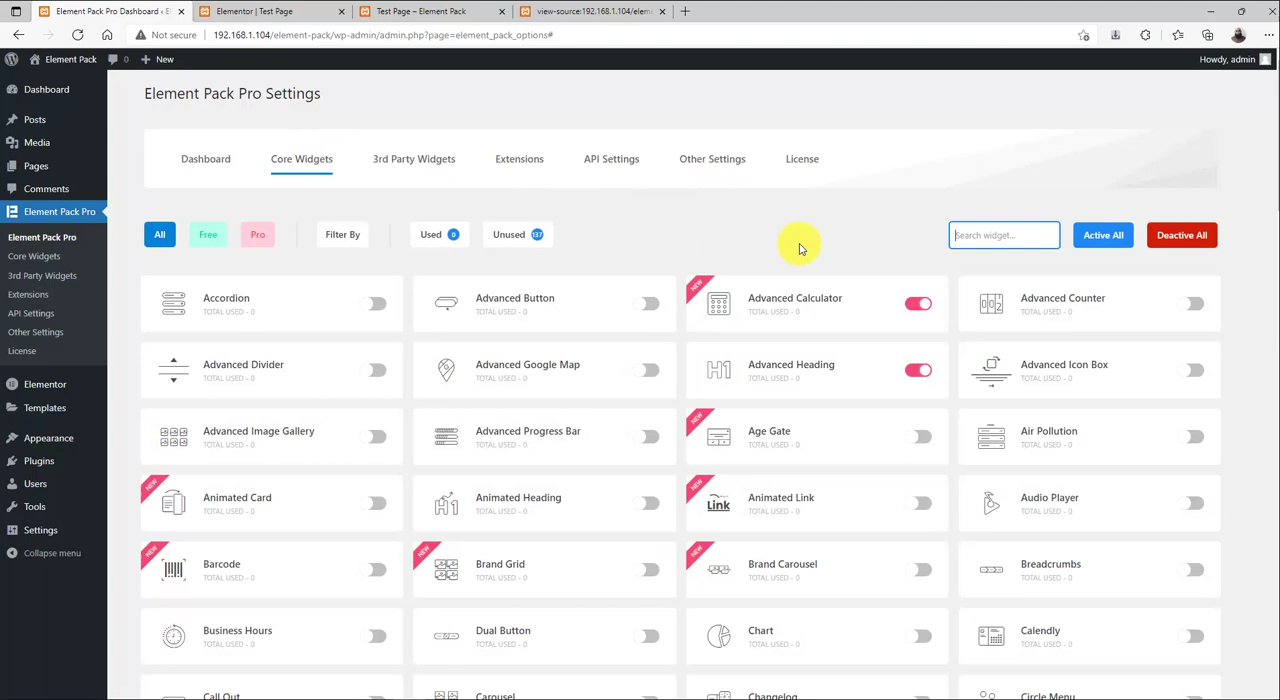 Element Pack Pro Dashboard ‹ El
Elementor | Test Page
Test Page – Element Pack
view-source:192.168.1.104/eleme
Not secure
192.168.1.104/element-pack/wp-admin/admin.php?page=element_pack_options#
Element Pack
0
New
Howdy, admin
Dashboard
Posts
Media
Pages
Comments
Element Pack Pro
Element Pack Pro
Core Widgets
3rd Party Widgets
Extensions
API Settings
Other Settings
License
Elementor
Templates
Appearance
Plugins
Users
Tools
Settings
Collapse menu
Element Pack Pro Settings
Dashboard
Core Widgets
3rd Party Widgets
Extensions
API Settings
Other Settings
License
All
Free
Pro
Filter By
Used 0
Unused 137
Search widget...
Active All
Deactive All
Accordion
TOTAL USED - 0
Advanced Button
TOTAL USED - 0
NEW
Advanced Calculator
TOTAL USED - 0
Advanced Counter
TOTAL USED - 0
Advanced Divider
TOTAL USED - 0
Advanced Google Map
TOTAL USED - 0
H1
Advanced Heading
TOTAL USED - 0
Advanced Icon Box
TOTAL USED - 0
Advanced Image Gallery
TOTAL USED - 0
Advanced Progress Bar
TOTAL USED - 0
NEW
Age Gate
TOTAL USED - 0
Air Pollution
TOTAL USED - 0
NEW
Animated Card
TOTAL USED - 0
Animated Heading
TOTAL USED - 0
NEW
Link
Animated Link
TOTAL USED - 0
Audio Player
TOTAL USED - 0
NEW
Barcode
TOTAL USED - 0
NEW
Brand Grid
TOTAL USED - 0
NEW
Brand Carousel
TOTAL USED - 0
Breadcrumbs
TOTAL USED - 0
Business Hours
TOTAL USED - 0
Dual Button
TOTAL USED - 0
Chart
TOTAL USED - 0
Calendly
TOTAL USED - 0
Call Out
Carousel
Changelog
Circle Menu